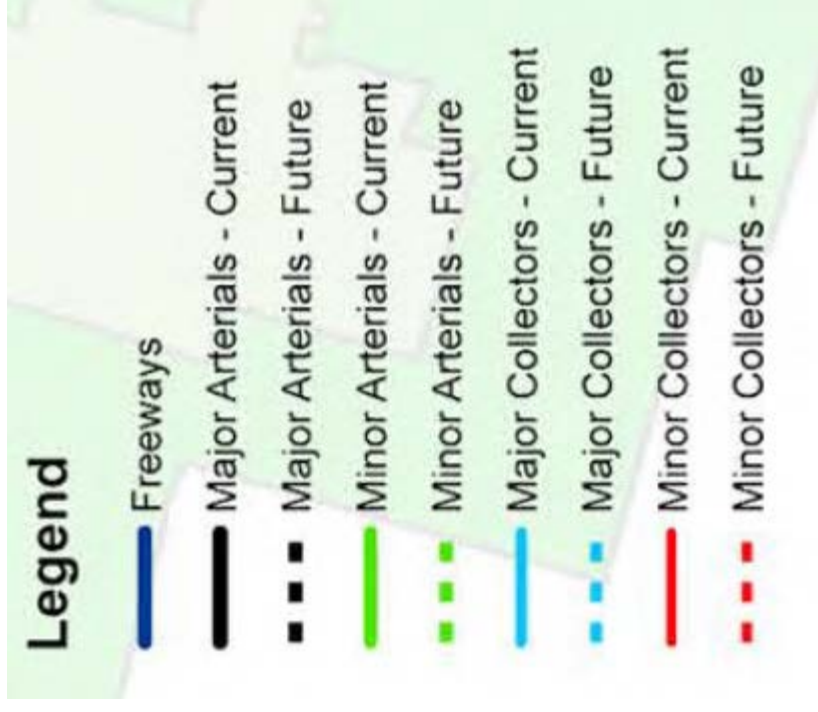 Legend
Freeways
Major Arterials - Current
Major Arterials - Future
Minor Arterials - Current
Minor Arterials - Future
Major Collectors - Current
Major Collectors - Future
Minor Collectors - Current
Minor Collectors - Future